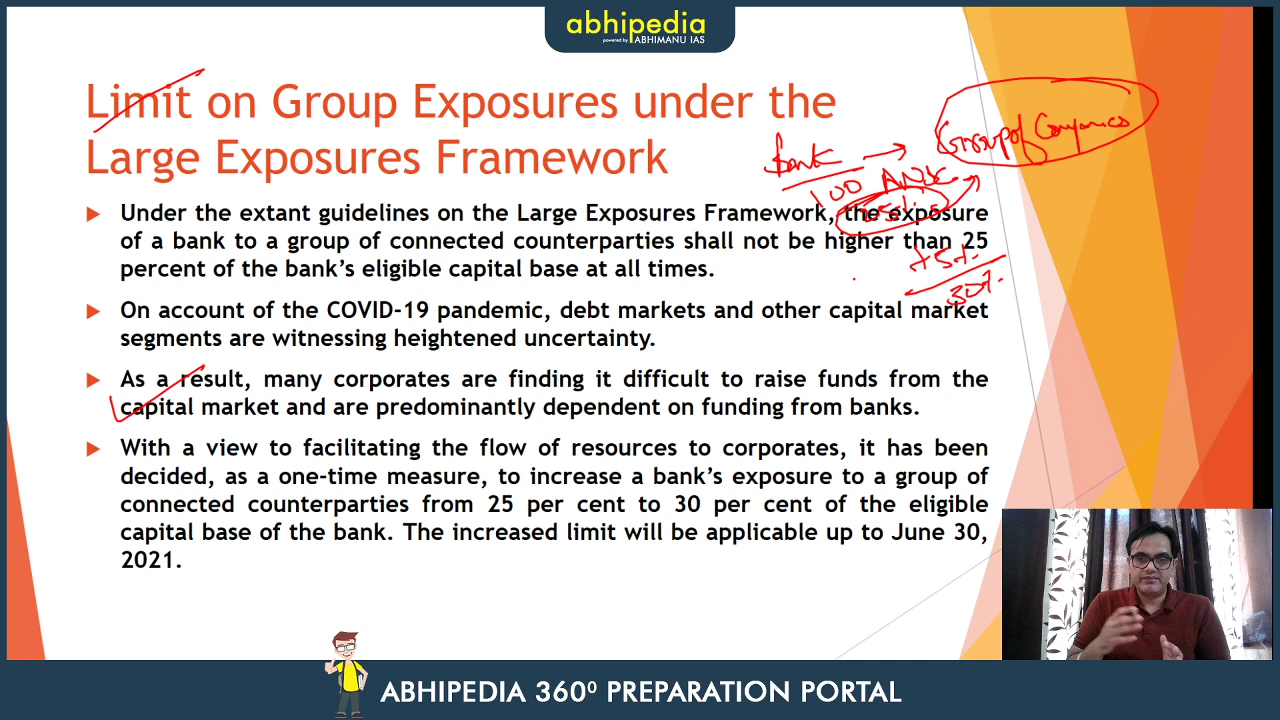 abhipedia
powered by ABHIMANU IAS
Limit on Group Exposures under the
Large Exposures Framework
Group of Companies
Bank
100
25%
+5%
30%
Under the extant guidelines on the Large Exposures Framework, the exposure
of a bank to a group of connected counterparties shall not be higher than 25
percent of the bank’s eligible capital base at all times.
On account of the COVID-19 pandemic, debt markets and other capital market
segments are witnessing heightened uncertainty.
As a result, many corporates are finding it difficult to raise funds from the
capital market and are predominantly dependent on funding from banks.
With a view to facilitating the flow of resources to corporates, it has been
decided, as a one-time measure, to increase a bank’s exposure to a group of
connected counterparties from 25 per cent to 30 per cent of the eligible
capital base of the bank. The increased limit will be applicable up to June 30,
2021.
ABHIPEDIA 360⁰ PREPARATION PORTAL